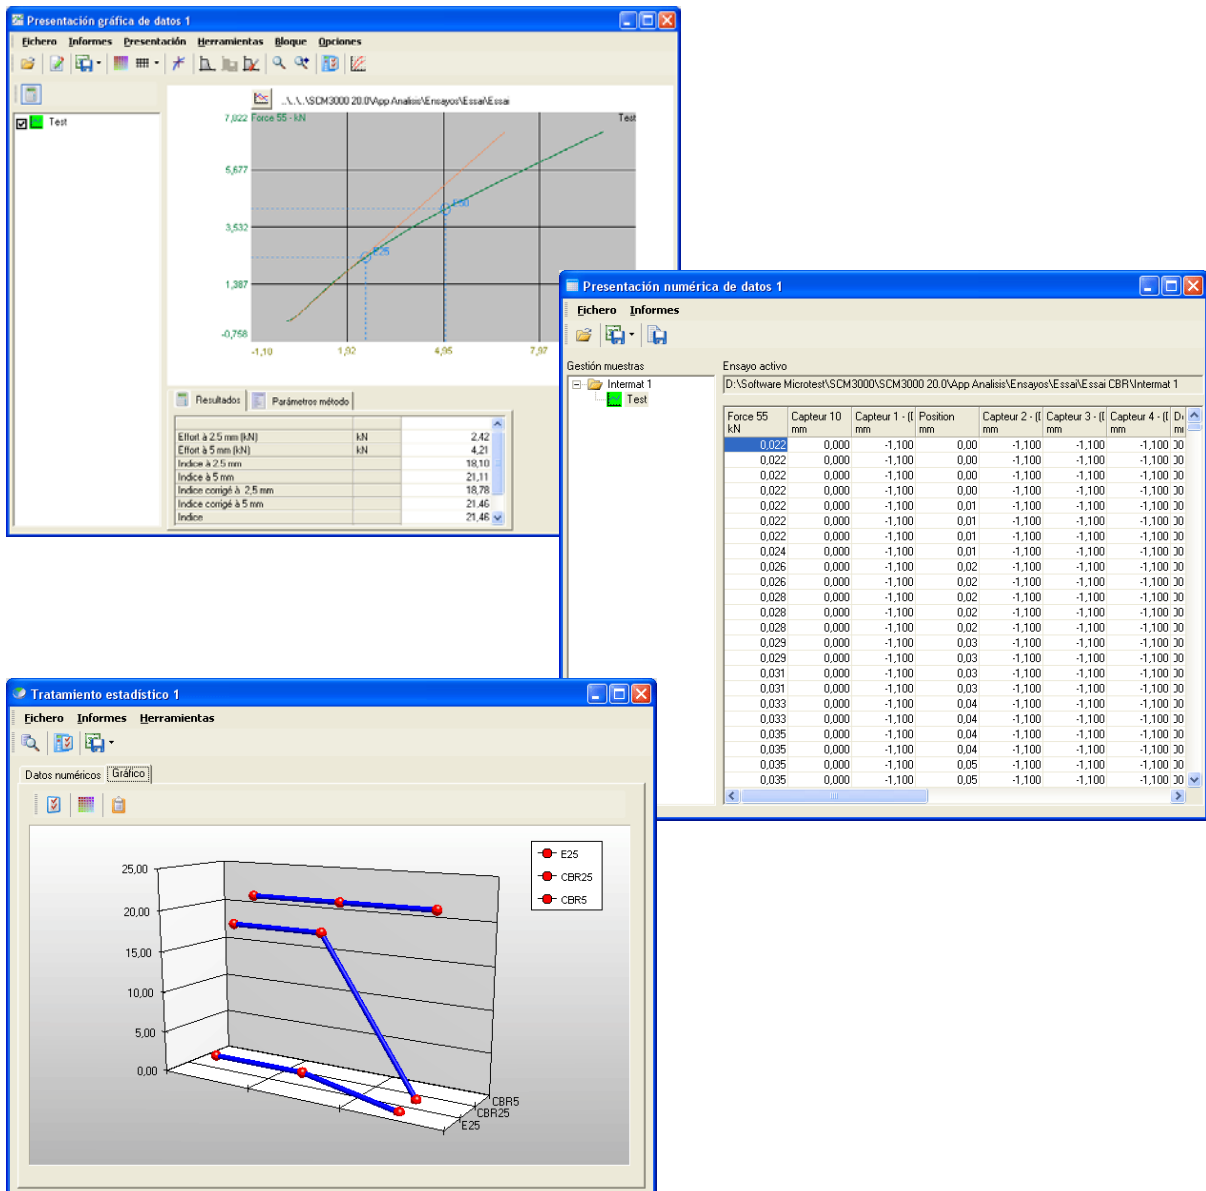 Presentación gráfica de datos 1
Fichero Informes Presentación Herramientas Bloque Opciones
Test
..\..\..\SCM3000 20.0\App Analisis\Ensayos\Essai\Essai
7,822 Force 55 - kN Test
5,677
3,532
1,387
-0,758
-1,10 1,92 4,95 7,97
E25
E50
Resultados Parámetros método
Effort à 2.5 mm (kN) kN 2,42
Effort à 5 mm (kN) kN 4,21
Indice à 2.5 mm 18,10
Indice à 5 mm 21,11
Indice corrigé à 2,5 mm 18,78
Indice corrigé à 5 mm 21,46
Indice 21,46
Presentación numérica de datos 1
Fichero Informes
Gestión muestras
Intermat 1
Test
Ensayo activo
D:\Software Microtest\SCM3000\SCM3000 20.0\App Analisis\Ensayos\Essai\Essai CBR\Intermat 1
Force 55 Capteur 10 Capteur 1 - (D Position Capteur 2 - (D Capteur 3 - (D Capteur 4 - (D
kN mm mm mm mm mm mm
0,022 0,000 -1,100 0,00 -1,100 -1,100 -1,100
0,022 0,000 -1,100 0,00 -1,100 -1,100 -1,100
0,022 0,000 -1,100 0,00 -1,100 -1,100 -1,100
0,022 0,000 -1,100 0,00 -1,100 -1,100 -1,100
0,022 0,000 -1,100 0,01 -1,100 -1,100 -1,100
0,022 0,000 -1,100 0,01 -1,100 -1,100 -1,100
0,022 0,000 -1,100 0,01 -1,100 -1,100 -1,100
0,024 0,000 -1,100 0,01 -1,100 -1,100 -1,100
0,026 0,000 -1,100 0,02 -1,100 -1,100 -1,100
0,026 0,000 -1,100 0,02 -1,100 -1,100 -1,100
0,028 0,000 -1,100 0,02 -1,100 -1,100 -1,100
0,028 0,000 -1,100 0,02 -1,100 -1,100 -1,100
0,028 0,000 -1,100 0,02 -1,100 -1,100 -1,100
0,029 0,000 -1,100 0,03 -1,100 -1,100 -1,100
0,029 0,000 -1,100 0,03 -1,100 -1,100 -1,100
0,031 0,000 -1,100 0,03 -1,100 -1,100 -1,100
0,031 0,000 -1,100 0,03 -1,100 -1,100 -1,100
0,033 0,000 -1,100 0,04 -1,100 -1,100 -1,100
0,033 0,000 -1,100 0,04 -1,100 -1,100 -1,100
0,035 0,000 -1,100 0,04 -1,100 -1,100 -1,100
0,035 0,000 -1,100 0,04 -1,100 -1,100 -1,100
0,035 0,000 -1,100 0,05 -1,100 -1,100 -1,100
0,035 0,000 -1,100 0,05 -1,100 -1,100 -1,100
Tratamiento estadístico 1
Fichero Informes Herramientas
Datos numéricos Gráfico
25,00
20,00
15,00
10,00
5,00
0,00
E25
CBR25
CBR5
CBR5
CBR25
E25